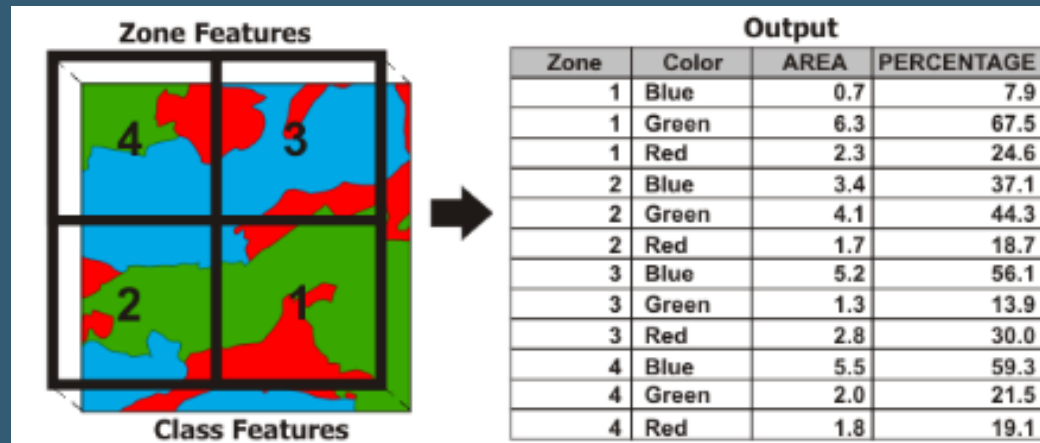 Zone Features
4 3
2 1
Class Features
Output
Zone Color AREA PERCENTAGE
1 Blue 0.7 7.9
1 Green 6.3 67.5
1 Red 2.3 24.6
2 Blue 3.4 37.1
2 Green 4.1 44.3
2 Red 1.7 18.7
3 Blue 5.2 56.1
3 Green 1.3 13.9
3 Red 2.8 30.0
4 Blue 5.5 59.3
4 Green 2.0 21.5
4 Red 1.8 19.1